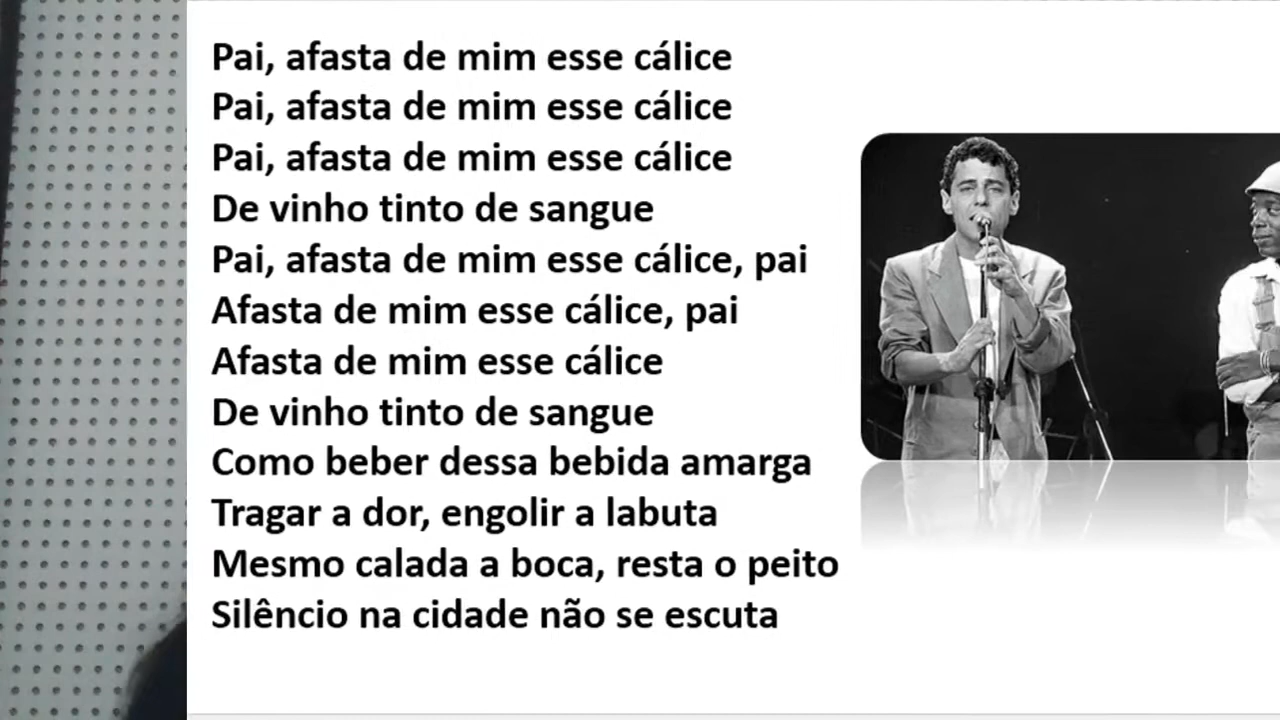 Pai, afasta de mim esse cálice
Pai, afasta de mim esse cálice
Pai, afasta de mim esse cálice
De vinho tinto de sangue
Pai, afasta de mim esse cálice, pai
Afasta de mim esse cálice, pai
Afasta de mim esse cálice
De vinho tinto de sangue
Como beber dessa bebida amarga
Tragar a dor, engolir a labuta
Mesmo calada a boca, resta o peito
Silêncio na cidade não se escuta